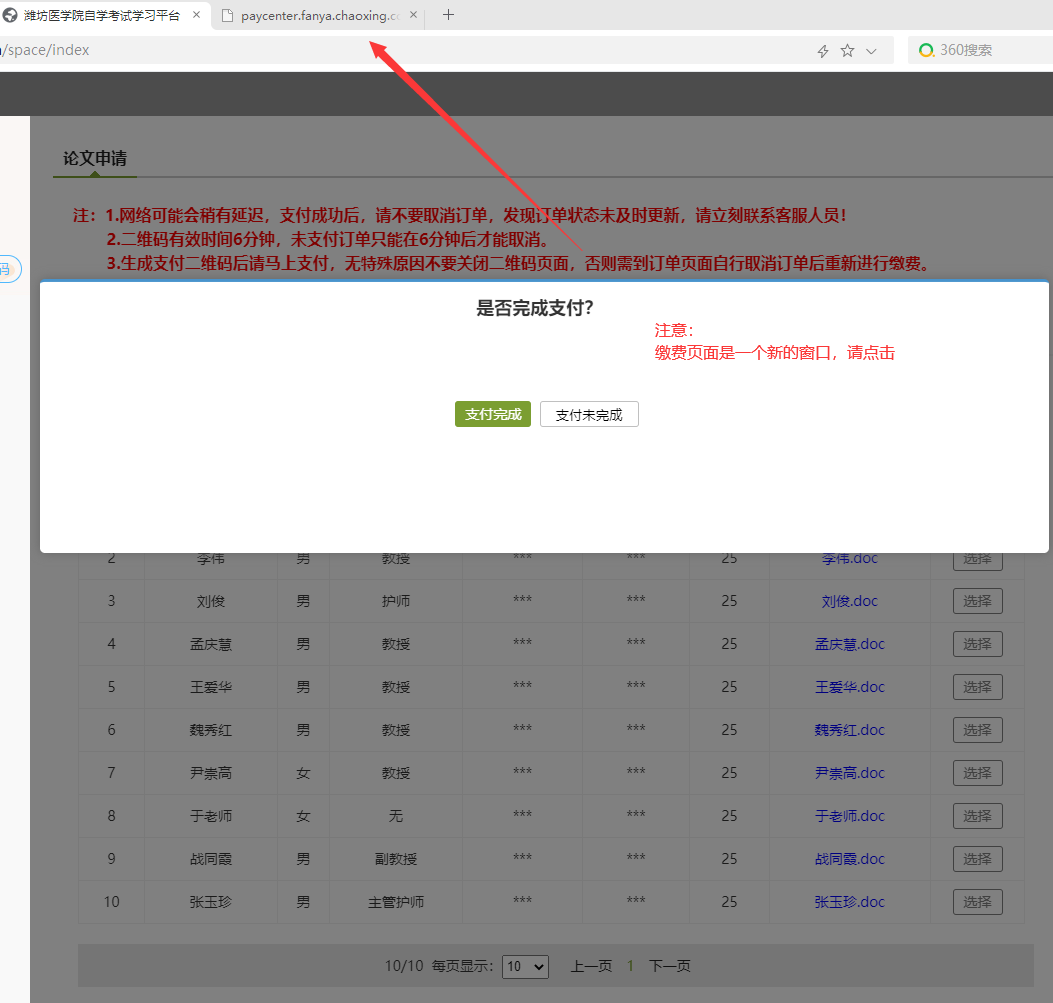 潍坊医学院自学考试学习平台 paycenter.fanya.chaoxing.c
/space/index 360搜索
论文申请
注：1.网络可能会稍有延迟，支付成功后，请不要取消订单，发现订单状态未及时更新，请立刻联系客服人员！
2.二维码有效时间6分钟，未支付订单只能在6分钟后才能取消。
码
3.生成支付二维码后请马上支付，无特殊原因不要关闭二维码页面，否则需到订单页面自行取消订单后重新进行缴费。
是否完成支付？
注意：
缴费页面是一个新的窗口，请点击
支付完成 支付未完成
2 李伟 男 教授 *** *** 25 李伟.doc 选择
3 刘俊 男 护师 *** *** 25 刘俊.doc 选择
4 孟庆慧 男 教授 *** *** 25 孟庆慧.doc 选择
5 王爱华 男 教授 *** *** 25 王爱华.doc 选择
6 魏秀红 男 教授 *** *** 25 魏秀红.doc 选择
7 尹崇高 女 教授 *** *** 25 尹崇高.doc 选择
8 于老师 女 无 *** *** 25 于老师.doc 选择
9 战同霞 男 副教授 *** *** 25 战同霞.doc 选择
10 张玉珍 男 主管护师 *** *** 25 张玉珍.doc 选择
10/10 每页显示： 10 上一页 1 下一页